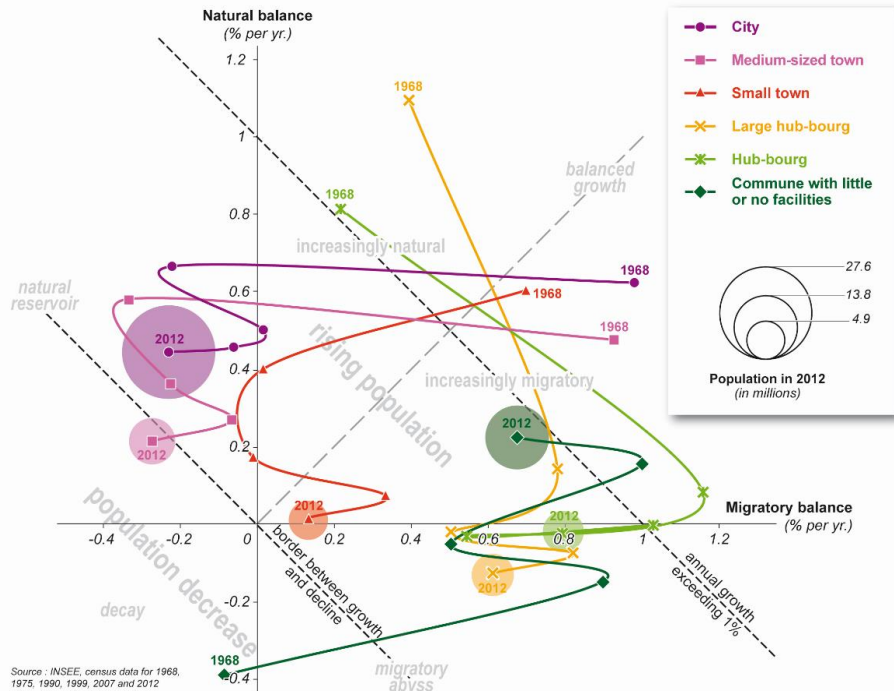 Natural balance
(% per yr.)
1.2
1
0.8
0.6
0.4
0.2
-0.2
-0.4
-0.4
-0.2
0
0.2
0.4
0.6
0.8
1
1.2
Migratory balance
(% per yr.)
1968
1968
1968
1968
1968
1968
2012
2012
2012
2012
2012
2012
balanced
growth
increasingly natural
natural
reservoir
rising population
increasingly migratory
population decrease
border between growth
and decline
annual growth
exceeding 1%
decay
migratory
abyss
City
Medium-sized town
Small town
Large hub-bourg
Hub-bourg
Commune with little
or no facilities
27.6
13.8
4.9
Population in 2012
(in millions)
Source : INSEE, census data for 1968,
1975, 1990, 1999, 2007 and 2012